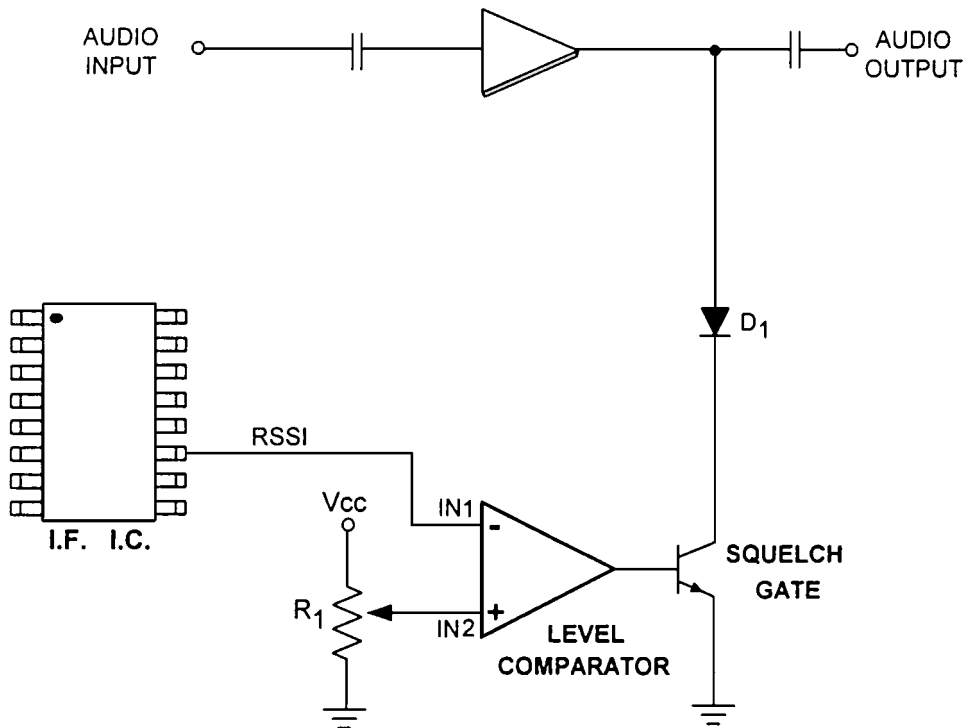 AUDIO
INPUT
AUDIO
OUTPUT
D1
RSSI
I.F. I.C.
Vcc
IN1
-
R1
+
IN2
LEVEL
COMPARATOR
SQUELCH
GATE